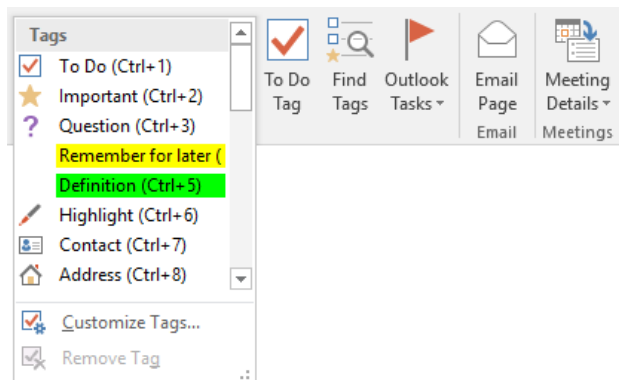 Tags
To Do (Ctrl+1)
Important (Ctrl+2)
? Question (Ctrl+3)
Remember for later (
Definition (Ctrl+5)
Highlight (Ctrl+6)
Contact (Ctrl+7)
Address (Ctrl+8)
Customize Tags...
Remove Tag
To Do
Tag
Find
Tags
Outlook
Tasks
Email
Page
Email
Meeting
Details
Meetings